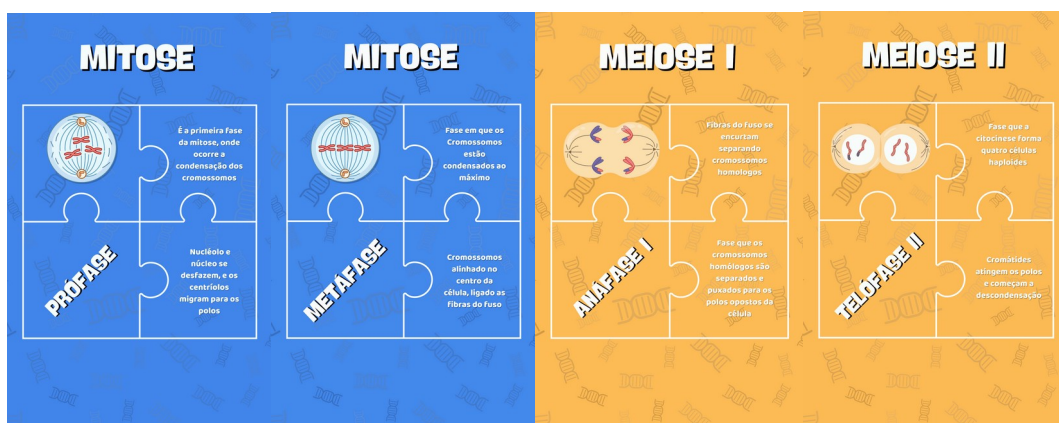 MITOSE
É a primeira fase
da mitose, onde
ocorre a
condensação dos
cromossomos
PRÓFASE
Nucléolo e
núcleo se
desfazem, e os
centríolos
migram para os
polos
MITOSE
Fase em que os
Cromossomos
estão
condensados ao
máximo
METÁFASE
Cromossomos
alinhado no
centro da
célula, ligado as
fibras do fuso
MEIOSE I
Fibras do Fuso se
encurzam
separando
cromossomos
homologos
ANÁFASE I
Fase que os
cromossomos
homólogos são
separados e
puxados para os
polos opostos da
célula
MEIOSE II
Fase que a
citocinese forma
quatro células
haploides
TELÓFASE II
Cromátides
atingem os polos
e começam a
descondensação